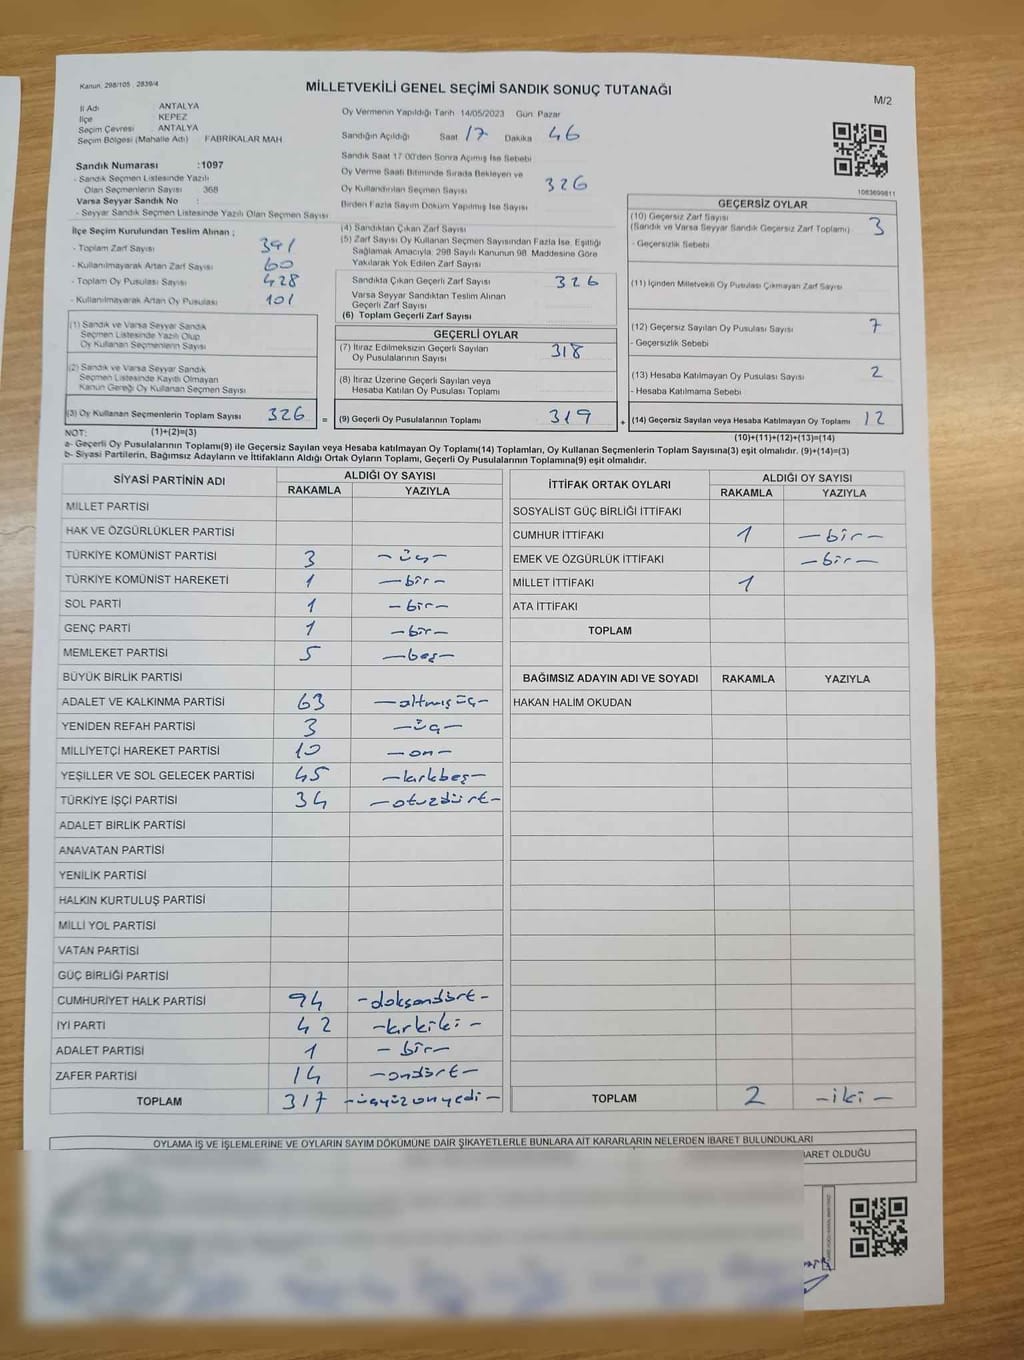 Kanun. 298/105 , 2839/4
MİLLETVEKİLİ GENEL SEÇİMİ SANDIK SONUÇ TUTANAĞI
M/2
İl Adı ANTALYA
İlçe KEPEZ
Seçim Çevresi ANTALYA
Seçim Bölgesi (Mahalle Adı) FABRİKALAR MAH
Sandık Numarası :1097
- Sandık Seçmen Listesinde Yazılı
Olan Seçmenlerin Sayısı 368
Varsa Seyyar Sandık No :
- Seyyar Sandık Seçmen Listesinde Yazılı Olan Seçmen Sayısı
Oy Vermenin Yapıldığı Tarih 14/05/2023 Gün: Pazar
Sandığın Açıldığı Saat 17 Dakika 46
Sandık Saat 17 00'den Sonra Açımış İse Sebebi
Oy Verme Saati Bitiminde Sırada Bekleyen ve
Oy Kullandırılan Seçmen Sayısı 326
Birden Fazla Sayım Döküm Yapılmış İse Sayısı
1083699811
İlçe Seçim Kurulundan Teslim Alınan ;
- Toplam Zarf Sayısı 391
- Kullanılmayarak Artan Zarf Sayısı 60
- Toplam Oy Pusulası Sayısı 428
- Kullanılmayarak Artan Oy Pusulası 101
(4) Sandıktan Çıkan Zarf Sayısı
(5) Zarf Sayısı Oy Kullanan Seçmen Sayısından Fazla İse, Eşitliği
Sağlamak Amacıyla, 298 Sayılı Kanunun 98. Maddesine Göre
Yakılarak Yok Edilen Zarf Sayısı
Sandıkta Çıkan Geçerli Zarf Sayısı 326
Varsa Seyyar Sandıktan Teslim Alınan
Geçerli Zarf Sayısı
(6) Toplam Geçerli Zarf Sayısı
GEÇERSİZ OYLAR
(10) Geçersiz Zarf Sayısı
(Sandık ve Varsa Seyyar Sandık Geçersiz Zarf Toplamı) 3
- Geçersizlik Sebebi
(11) İçinden Milletvekili Oy Pusulası Çıkmayan Zarf Sayısı
(12) Geçersiz Sayılan Oy Pusulası Sayısı 7
- Geçersizlik Sebebi
(13) Hesaba Katılmayan Oy Pusulası Sayısı 2
- Hesaba Katılmama Sebebi
(14) Geçersiz Sayılan veya Hesaba Katılmayan Oy Toplamı 12
(10)+(11)+(12)+(13)=(14)
(1) Sandık ve Varsa Seyyar Sandık
Seçmen Listesinde Yazılı Olup
Oy Kullanan Seçmen Sayısı
(2) Sandık ve Varsa Seyyar Sandık
Seçmen Listesinde Kayıtlı Olmayan
Kanun Gereği Oy Kullanan Seçmen Sayısı
(3) Oy Kullanan Seçmenlerin Toplam Sayısı 326 =
GEÇERLİ OYLAR
(7) İtiraz Edilmeksizin Geçerli Sayılan
Oy Pusulalarının Sayısı 318
(8) İtiraz Üzerine Geçerli Sayılan veya
Hesaba Katılan Oy Pusulası Toplamı
(9) Geçerli Oy Pusulalarının Toplamı 319 +
NOT: (1)+(2)=(3)
a- Geçerli Oy Pusulalarının Toplamı(9) ile Geçersiz Sayılan veya Hesaba katılmayan Oy Toplamı(14) Toplamları, Oy Kullanan Seçmenlerin Toplam Sayısına(3) eşit olmalıdır. (9)+(14)=(3)
b- Siyasi Partilerin, Bağımsız Adayların ve İttifakların Aldığı Ortak Oyların Toplamı, Geçerli Oy Pusulalarının Toplamına(9) eşit olmalıdır.
SİYASİ PARTİNİN ADI ALDIĞI OY SAYISI
RAKAMLA YAZIYLA
MİLLET PARTİSİ
HAK VE ÖZGÜRLÜKLER PARTİSİ
TÜRKİYE KOMÜNİST PARTİSİ 3 -üç-
TÜRKİYE KOMÜNİST HAREKETİ 1 -bir-
SOL PARTİ 1 -bir-
GENÇ PARTİ 1 -bir-
MEMLEKET PARTİSİ 5 -beş-
BÜYÜK BİRLİK PARTİSİ
ADALET VE KALKINMA PARTİSİ 63 -altmışüç-
YENİDEN REFAH PARTİSİ 3 -üç-
MİLLİYETÇİ HAREKET PARTİSİ 10 -on-
YEŞİLLER VE SOL GELECEK PARTİSİ 45 -kırkbeş-
TÜRKİYE İŞÇİ PARTİSİ 34 -otuzdört-
ADALET BİRLİK PARTİSİ
ANAVATAN PARTİSİ
YENİLİK PARTİSİ
HALKIN KURTULUŞ PARTİSİ
MİLLİ YOL PARTİSİ
VATAN PARTİSİ
GÜÇ BİRLİĞİ PARTİSİ
CUMHURİYET HALK PARTİSİ 94 -doksandört-
İYİ PARTİ 42 -kırkiki-
ADALET PARTİSİ 1 -bir-
ZAFER PARTİSİ 14 -ondört-
TOPLAM 317 -üçyüzonyedi-
İTTİFAK ORTAK OYLARI ALDIĞI OY SAYISI
RAKAMLA YAZIYLA
SOSYALİST GÜÇ BİRLİĞİ İTTİFAKI
CUMHUR İTTİFAKI 1 -bir-
EMEK VE ÖZGÜRLÜK İTTİFAKI -bir-
MİLLET İTTİFAKI 1
ATA İTTİFAKI
TOPLAM
BAĞIMSIZ ADAYIN ADI VE SOYADI RAKAMLA YAZIYLA
HAKAN HALİM OKUDAN
TOPLAM 2 -iki-
OYLAMA İŞ VE İŞLEMLERİNE VE OYLARIN SAYIM DÖKÜMÜNE DAİR ŞİKAYETLERLE BUNLARA AİT KARARLARIN NELERDEN İBARET BULUNDUKLARI
BARET OLDUĞU